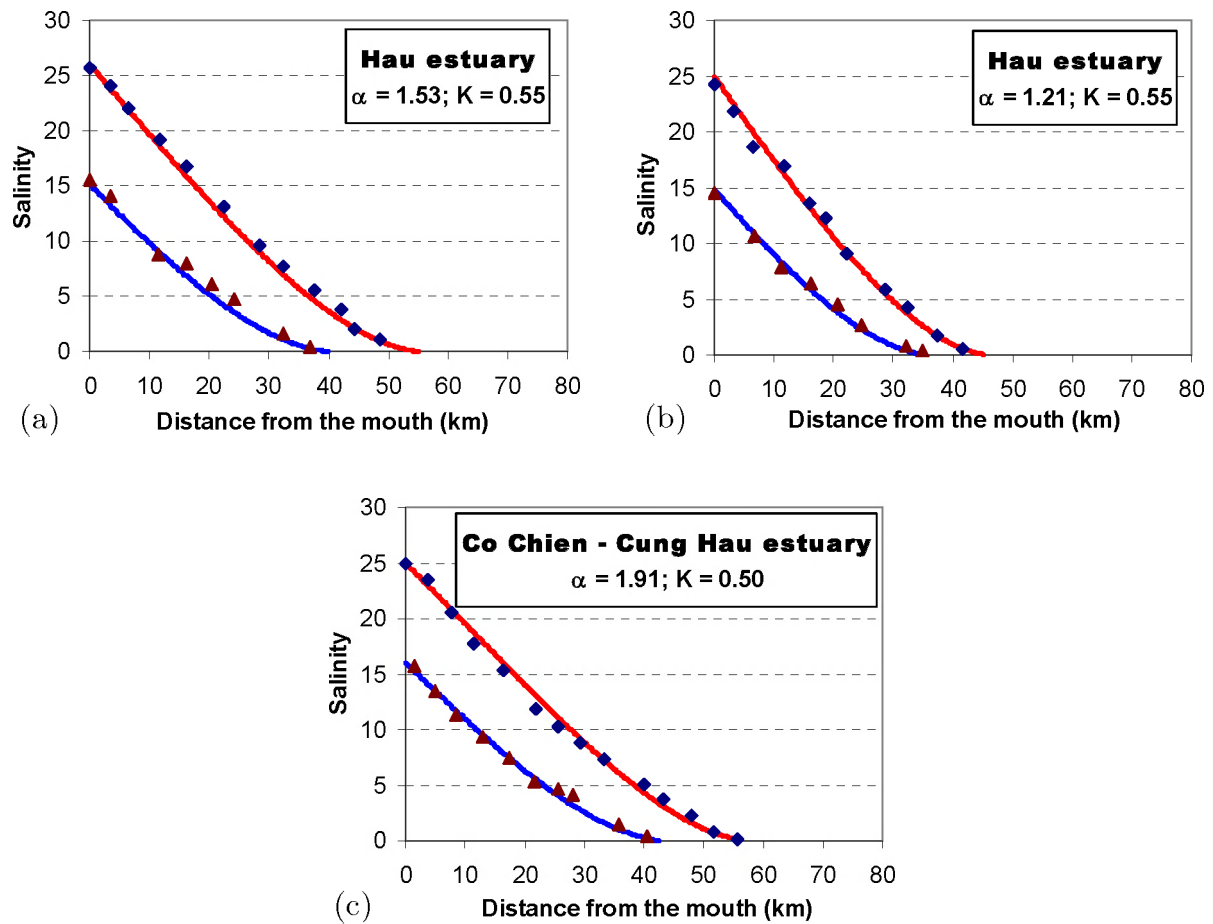 30
25
20
15
10
5
0
Salinity
Hau estuary
α = 1.53; K = 0.55
0 10 20 30 40 50 60 70 80
Distance from the mouth (km)
(a)
30
25
20
15
10
5
0
Salinity
Hau estuary
α = 1.21; K = 0.55
0 10 20 30 40 50 60 70 80
Distance from the mouth (km)
(b)
30
25
20
15
10
5
0
Salinity
Co Chien - Cung Hau estuary
α = 1.91; K = 0.50
0 10 20 30 40 50 60 70 80
Distance from the mouth (km)
(c)